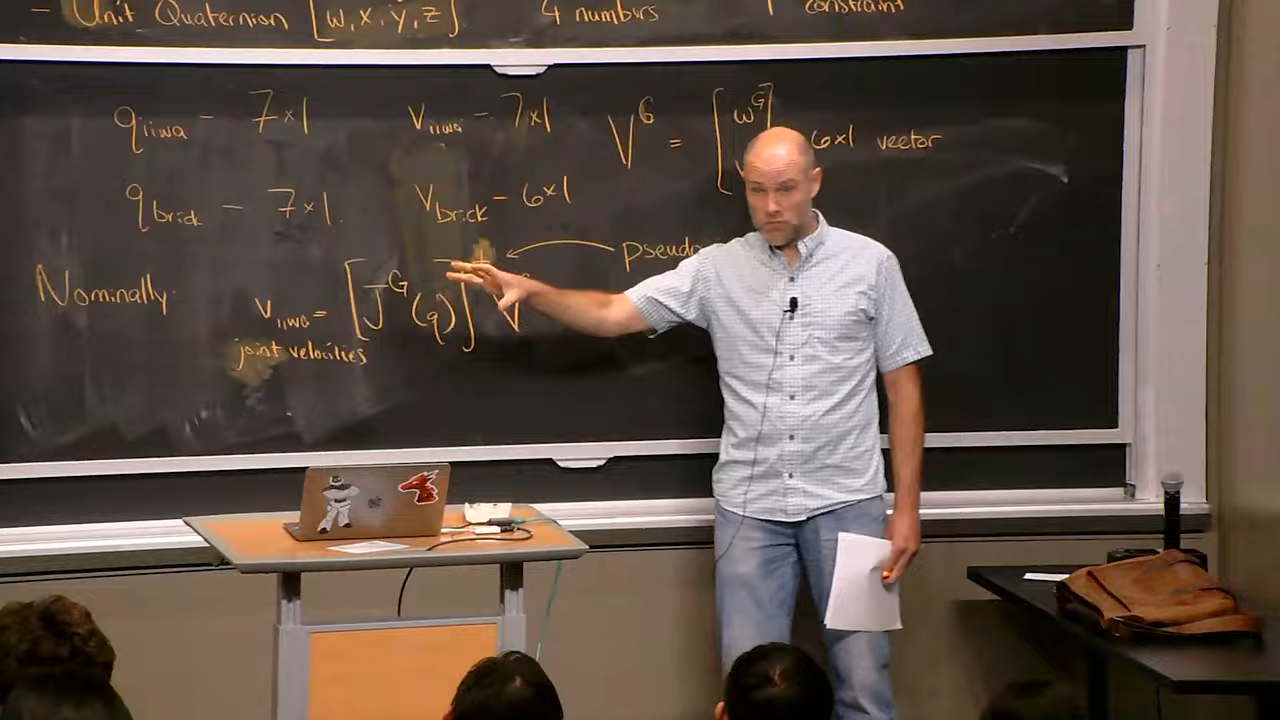 - Unit Quaternion [w, x, y, z] 4 numbers 1 constraint
q_iiwa - 7x1 v_iiwa - 7x1 V^G = [w^G 6x1 vector
q_brick - 7x1. v_brick - 6x1
Nominally: v_iiwa = [J^G(q)]
joint velocities